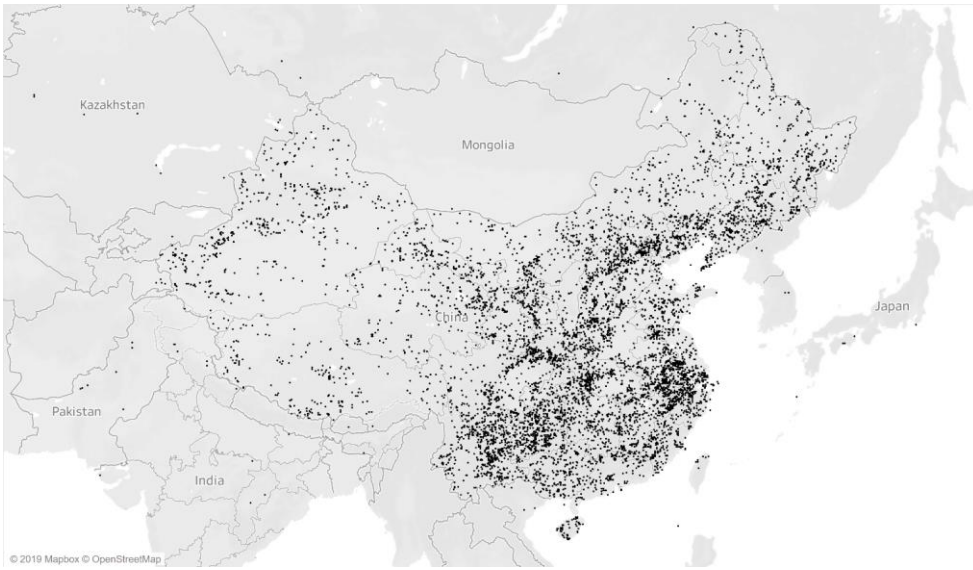 Kazakhstan
Mongolia
China
Japan
Pakistan
India
© 2019 Mapbox © OpenStreetMap